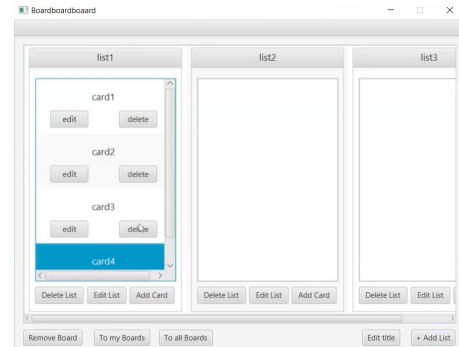 Boardboardboaard
list1
list2
list3
card1
edit delete
card2
edit delete
card3
edit delete
card4
Delete List Edit List Add Card
Delete List Edit List Add Card
Delete List Edit List
Remove Board To my Boards To all Boards Edit title + Add List